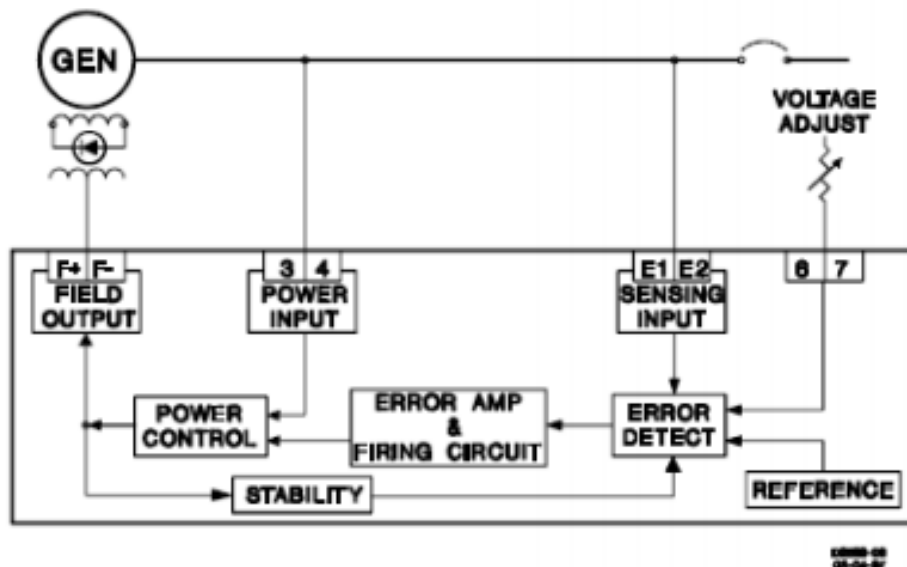 GEN
VOLTAGE
ADJUST
F+ F-
3 4
E1 E2
6 7
FIELD
OUTPUT
POWER
INPUT
SENSING
INPUT
POWER
CONTROL
ERROR AMP
&
FIRING CIRCUIT
ERROR
DETECT
STABILITY
REFERENCE